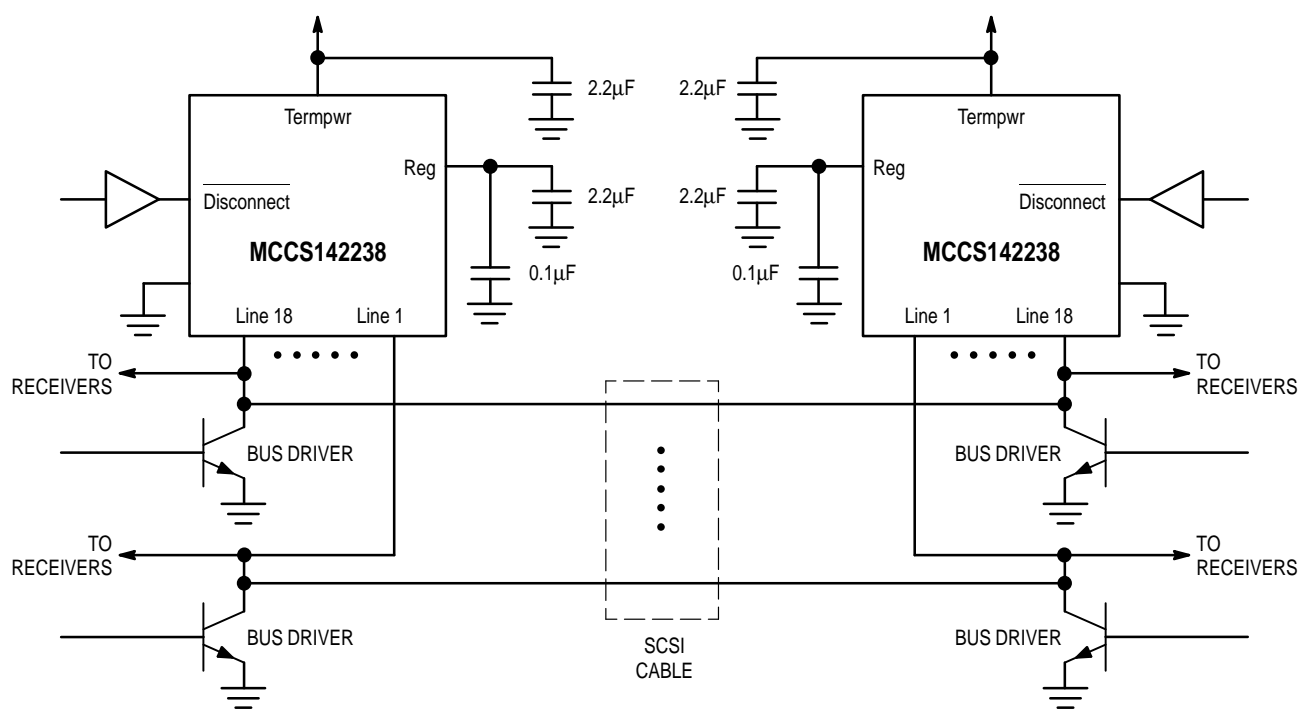 2.2µF
2.2µF
Termpwr
Termpwr
Reg
Reg
Disconnect
2.2µF
2.2µF
Disconnect
MCCS142238
MCCS142238
0.1µF
0.1µF
Line 18
Line 1
Line 1
Line 18
TO
RECEIVERS
TO
RECEIVERS
BUS DRIVER
BUS DRIVER
TO
RECEIVERS
TO
RECEIVERS
BUS DRIVER
BUS DRIVER
SCSI
CABLE